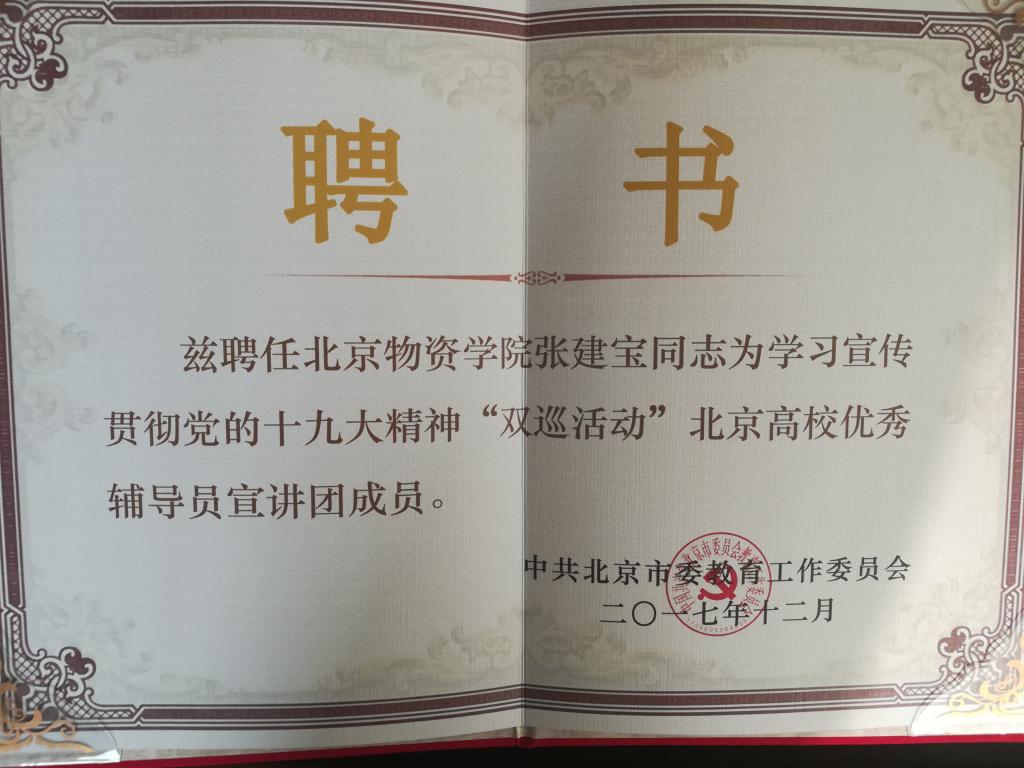 聘 书
兹聘任北京物资学院张建宝同志为学习宣传
贯彻党的十九大精神“双巡活动”北京高校优秀
辅导员宣讲团成员。
中共北京市委教育工作委员会
二〇一七年十二月